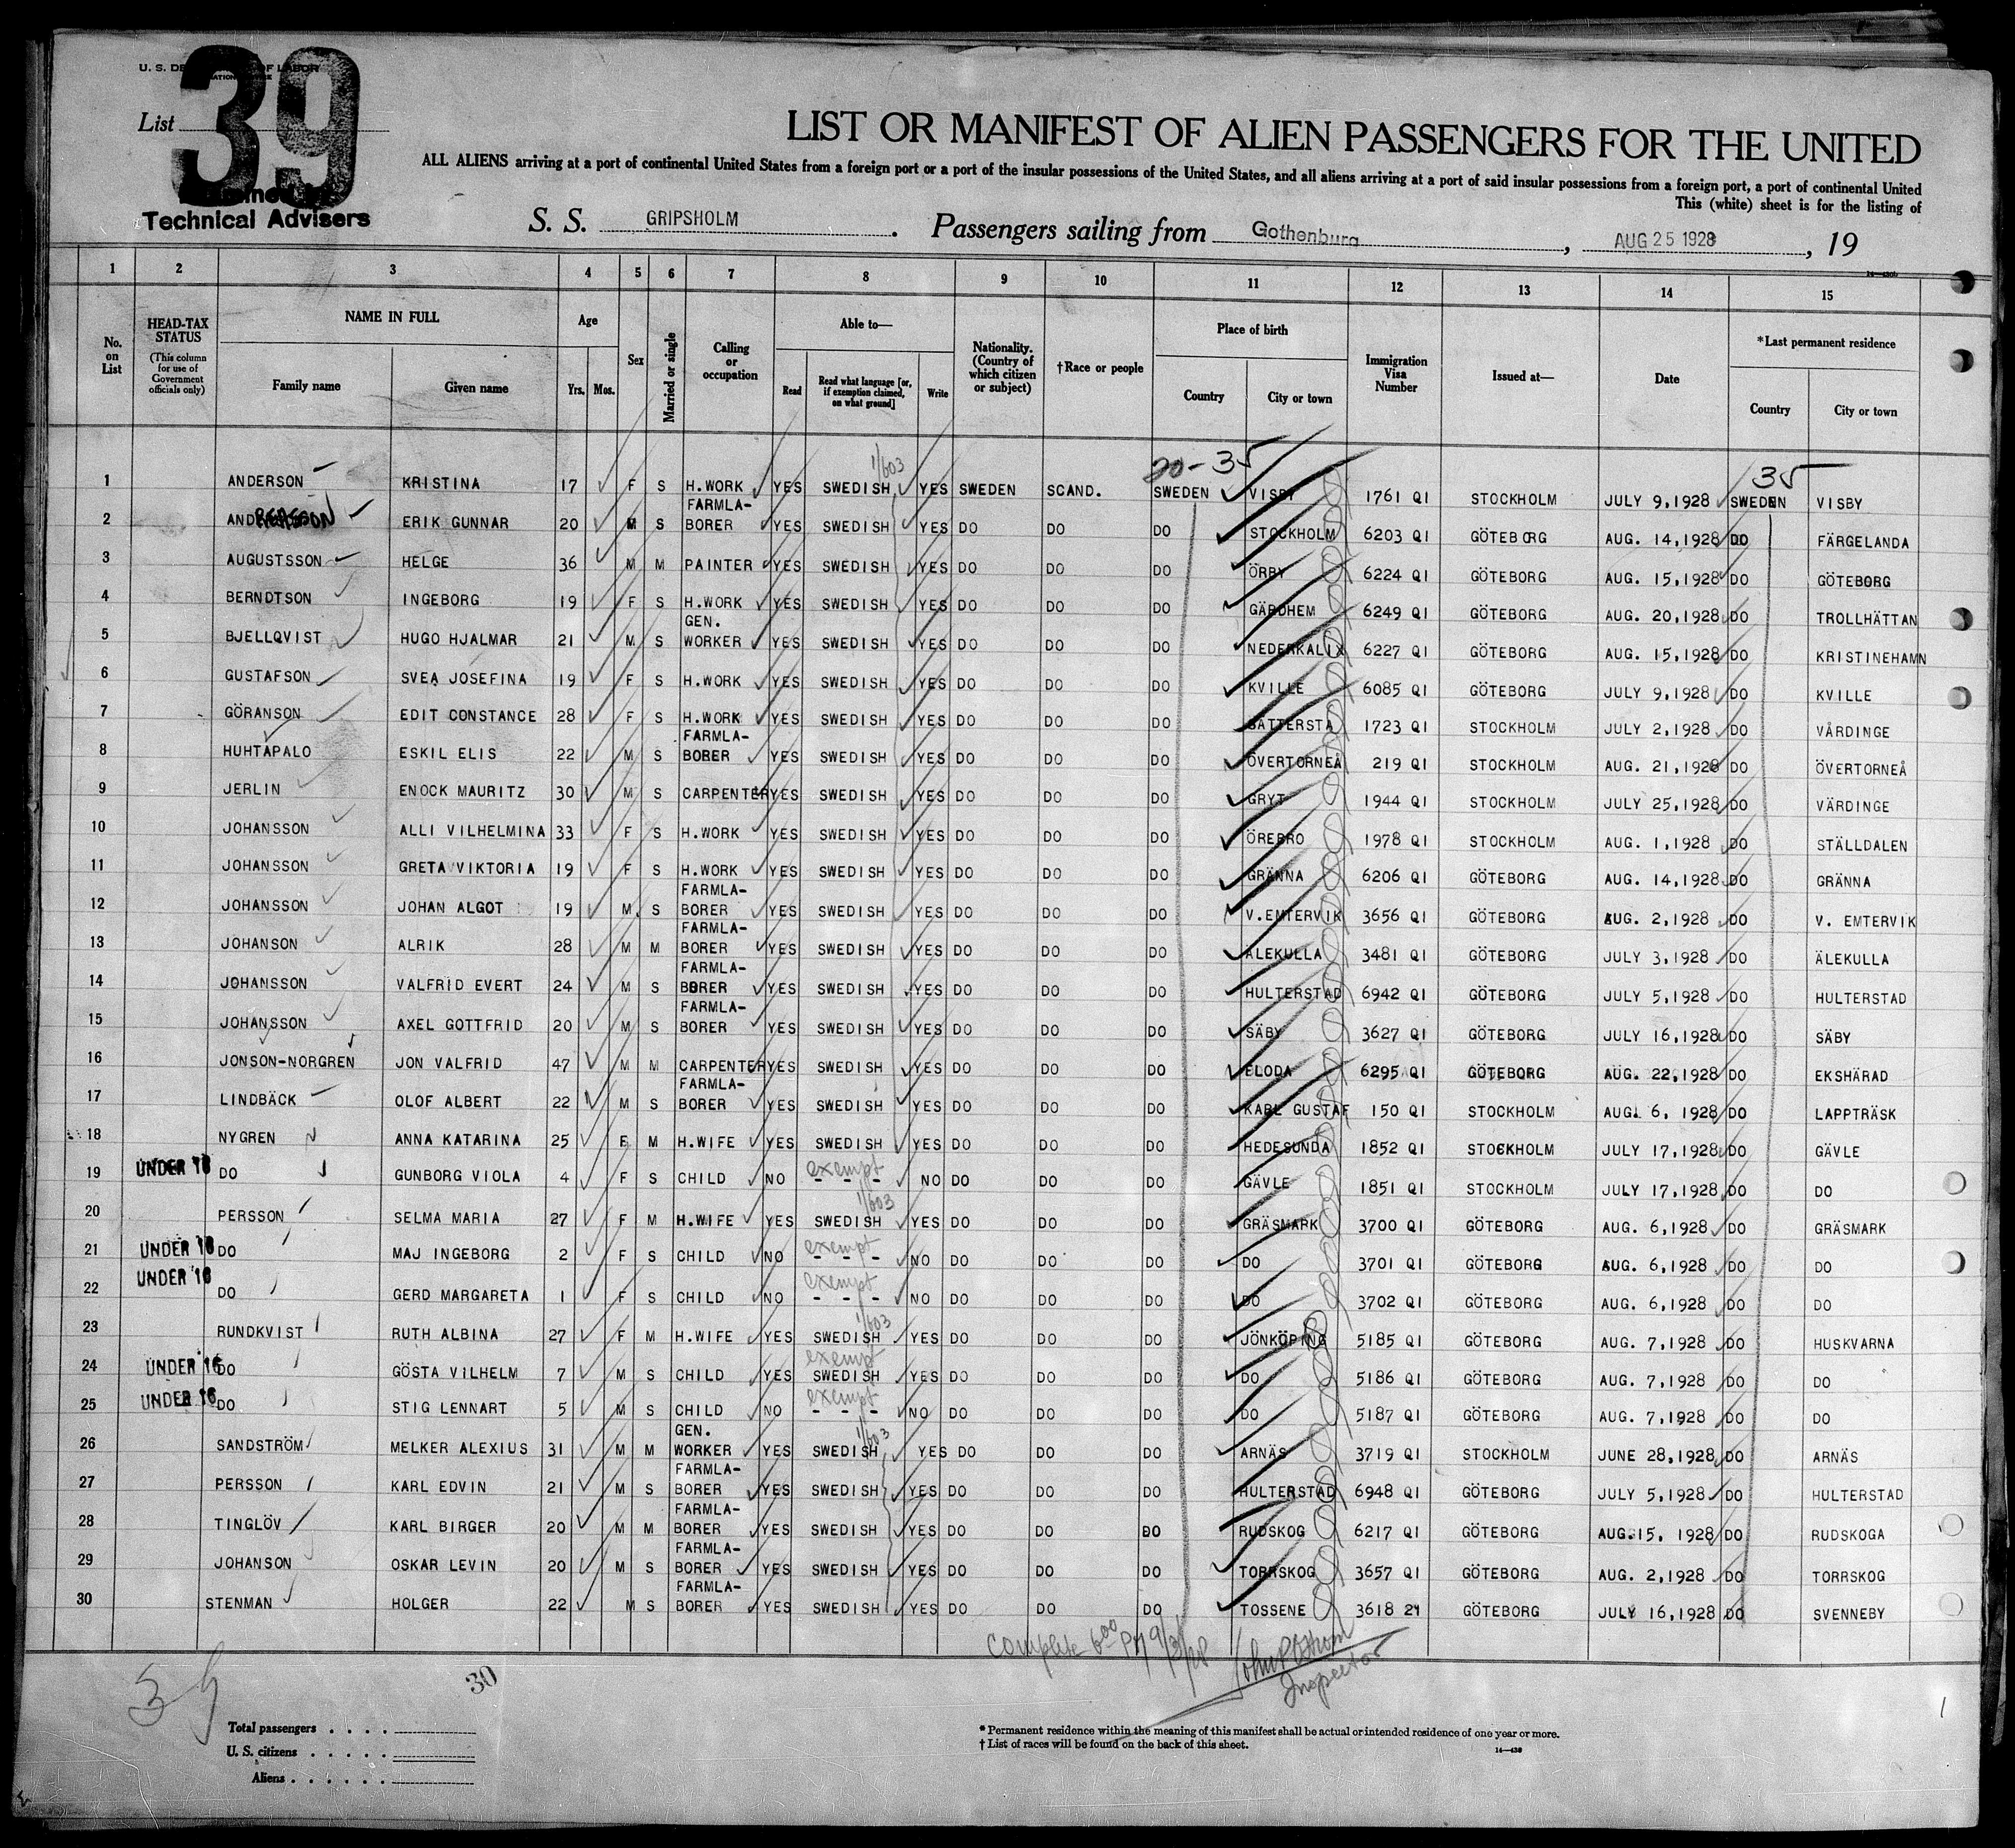 U. S. DE OF LABOR
39
List
Technical Advisers
LIST OR MANIFEST OF ALIEN PASSENGERS FOR THE UNITED
ALL ALIENS arriving at a port of continental United States from a foreign port or a port of the insular possessions of the United States, and all aliens arriving at a port of said insular possessions from a foreign port, a port of continental United
This (white) sheet is for the listing of
S. S. GRIPSHOLM . Passengers sailing from Gothenburg , AUG 25 1928 , 19
1 2 3 4 5 6 7 8 9 10 11 12 13 14 15
No. on List
HEAD-TAX STATUS (This column for use of Government officials only)
NAME IN FULL
Family name Given name
Age
Yrs. Mos.
Sex
Married or single
Calling or occupation
Able to—
Read
Read what language [or, if exemption claimed, on what ground]
Write
Nationality. (Country of which citizen or subject)
†Race or people
Place of birth
Country City or town
Immigration Visa Number
Issued at—
Date
*Last permanent residence
Country City or town
1/603 20-35 35
1 ANDERSON KRISTINA 17 F S H.WORK YES SWEDISH YES SWEDEN SCAND. SWEDEN VISBY 1761 QI STOCKHOLM JULY 9,1928 SWEDEN VISBY
2 ANDREASSON ERIK GUNNAR 20 M S FARMLA-BORER YES SWEDISH YES DO DO DO STOCKHOLM 6203 QI GÖTEBORG AUG. 14,1928 DO FÄRGELANDA
3 AUGUSTSSON HELGE 36 M M PAINTER YES SWEDISH YES DO DO DO ÖRBY 6224 QI GÖTEBORG AUG. 15,1928 DO GÖTEBORG
4 BERNDTSON INGEBORG 19 F S H.WORK YES SWEDISH YES DO DO DO GÄRDHEM 6249 QI GÖTEBORG AUG. 20,1928 DO TROLLHÄTTAN
5 BJELLQVIST HUGO HJALMAR 21 M S GEN. WORKER YES SWEDISH YES DO DO DO NEDERKALIX 6227 QI GÖTEBORG AUG. 15,1928 DO KRISTINEHAMN
6 GUSTAFSON SVEA JOSEFINA 19 F S H.WORK YES SWEDISH YES DO DO DO KVILLE 6085 QI GÖTEBORG JULY 9,1928 DO KVILLE
7 GÖRANSON EDIT CONSTANCE 28 F S H.WORK YES SWEDISH YES DO DO DO SÄTTERSTA 1723 QI STOCKHOLM JULY 2,1928 DO VÅRDINGE
8 HUHTAPALO ESKIL ELIS 22 M S FARMLA-BORER YES SWEDISH YES DO DO DO ÖVERTORNEÅ 219 QI STOCKHOLM AUG. 21,1928 DO ÖVERTORNEÅ
9 JERLIN ENOCK MAURITZ 30 M S CARPENTER YES SWEDISH YES DO DO DO GRYT 1944 QI STOCKHOLM JULY 25,1928 DO VÄRDINGE
10 JOHANSSON ALLI VILHELMINA 33 F S H.WORK YES SWEDISH YES DO DO DO ÖREBRO 1978 QI STOCKHOLM AUG. 1,1928 DO STÄLLDALEN
11 JOHANSSON GRETA VIKTORIA 19 F S H.WORK YES SWEDISH YES DO DO DO GRÄNNA 6206 QI GÖTEBORG AUG. 14,1928 DO GRÄNNA
12 JOHANSSON JOHAN ALGOT 19 M S FARMLA-BORER YES SWEDISH YES DO DO DO V.EMTERVIK 3656 QI GÖTEBORG AUG. 2,1928 DO V. EMTERVIK
13 JOHANSON ALRIK 28 M M FARMLA-BORER YES SWEDISH YES DO DO DO ÄLEKULLA 3481 QI GÖTEBORG JULY 3,1928 DO ÄLEKULLA
14 JOHANSSON VALFRID EVERT 24 M S FARMLA-BORER YES SWEDISH YES DO DO DO HULTERSTAD 6942 QI GÖTEBORG JULY 5,1928 DO HULTERSTAD
15 JOHANSSON AXEL GOTTFRID 20 M S FARMLA-BORER YES SWEDISH YES DO DO DO SÄBY 3627 QI GÖTEBORG JULY 16,1928 DO SÄBY
16 JONSON-NORGREN JON VALFRID 47 M M CARPENTER YES SWEDISH YES DO DO DO ELODA 6295 QI GÖTEBORG AUG. 22,1928 DO EKSHÄRAD
17 LINDBÄCK OLOF ALBERT 22 M S FARMLA-BORER YES SWEDISH YES DO DO DO KARL GUSTAF 150 QI STOCKHOLM AUG. 6, 1928 DO LAPPTRÄSK
18 NYGREN ANNA KATARINA 25 F M H.WIFE YES SWEDISH YES DO DO DO HEDESUNDA 1852 QI STOCKHOLM JULY 17,1928 DO GÄVLE
19 UNDER 16 DO GUNBORG VIOLA 4 F S CHILD NO exempt - - - NO DO DO DO GÄVLE 1851 QI STOCKHOLM JULY 17,1928 DO DO
20 PERSSON SELMA MARIA 27 F M H.WIFE YES 1/603 SWEDISH YES DO DO DO GRÄSMARK 3700 QI GÖTEBORG AUG. 6,1928 DO GRÄSMARK
21 UNDER 16 DO MAJ INGEBORG 2 F S CHILD NO exempt - - - NO DO DO DO DO 3701 QI GÖTEBORG AUG. 6,1928 DO DO
22 UNDER 16 DO GERD MARGARETA 1 F S CHILD NO exempt - - - NO DO DO DO DO 3702 QI GÖTEBORG AUG. 6,1928 DO DO
23 RUNDKVIST RUTH ALBINA 27 F M H.WIFE YES 1/603 SWEDISH YES DO DO DO JÖNKÖPING 5185 QI GÖTEBORG AUG. 7,1928 DO HUSKVARNA
24 UNDER 16 DO GÖSTA VILHELM 7 M S CHILD YES exempt SWEDISH YES DO DO DO DO 5186 QI GÖTEBORG AUG. 7,1928 DO DO
25 UNDER 16 DO STIG LENNART 5 M S CHILD NO exempt - - - NO DO DO DO DO 5187 QI GÖTEBORG AUG. 7,1928 DO DO
26 SANDSTRÖM MELKER ALEXIUS 31 M M GEN. WORKER YES 1/603 SWEDISH YES DO DO DO ARNÄS 3719 QI STOCKHOLM JUNE 28,1928 DO ARNÄS
27 PERSSON KARL EDVIN 21 M S FARMLA-BORER YES SWEDISH YES DO DO DO HULTERSTAD 6948 QI GÖTEBORG JULY 5,1928 DO HULTERSTAD
28 TINGLÖV KARL BIRGER 20 M M FARMLA-BORER YES SWEDISH YES DO DO DO RUDSKOG 6217 QI GÖTEBORG AUG.15, 1928 DO RUDSKOGA
29 JOHANSON OSKAR LEVIN 20 M S FARMLA-BORER YES SWEDISH YES DO DO DO TORRSKOG 3657 QI GÖTEBORG AUG. 2,1928 DO TORRSKOG
30 STENMAN HOLGER 22 M S FARMLA-BORER YES SWEDISH YES DO DO DO TOSSENE 3618 21 GÖTEBORG JULY 16,1928 DO SVENNEBY
Complete 6 00 PM 9/3/28
Inspector
30
Total passengers . . . .
U. S. citizens . . . . .
Aliens . . . . . .
* Permanent residence within the meaning of this manifest shall be actual or intended residence of one year or more.
† List of races will be found on the back of this sheet.
14—430